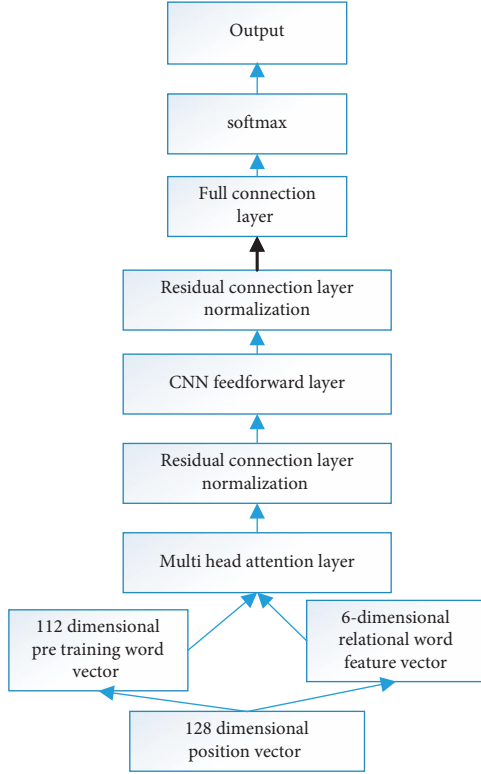 Output
softmax
Full connection
layer
Residual connection layer
normalization
CNN feedforward layer
Residual connection layer
normalization
Multi head attention layer
112 dimensional
pre training word
vector
6-dimensional
relational word
feature vector
128 dimensional
position vector